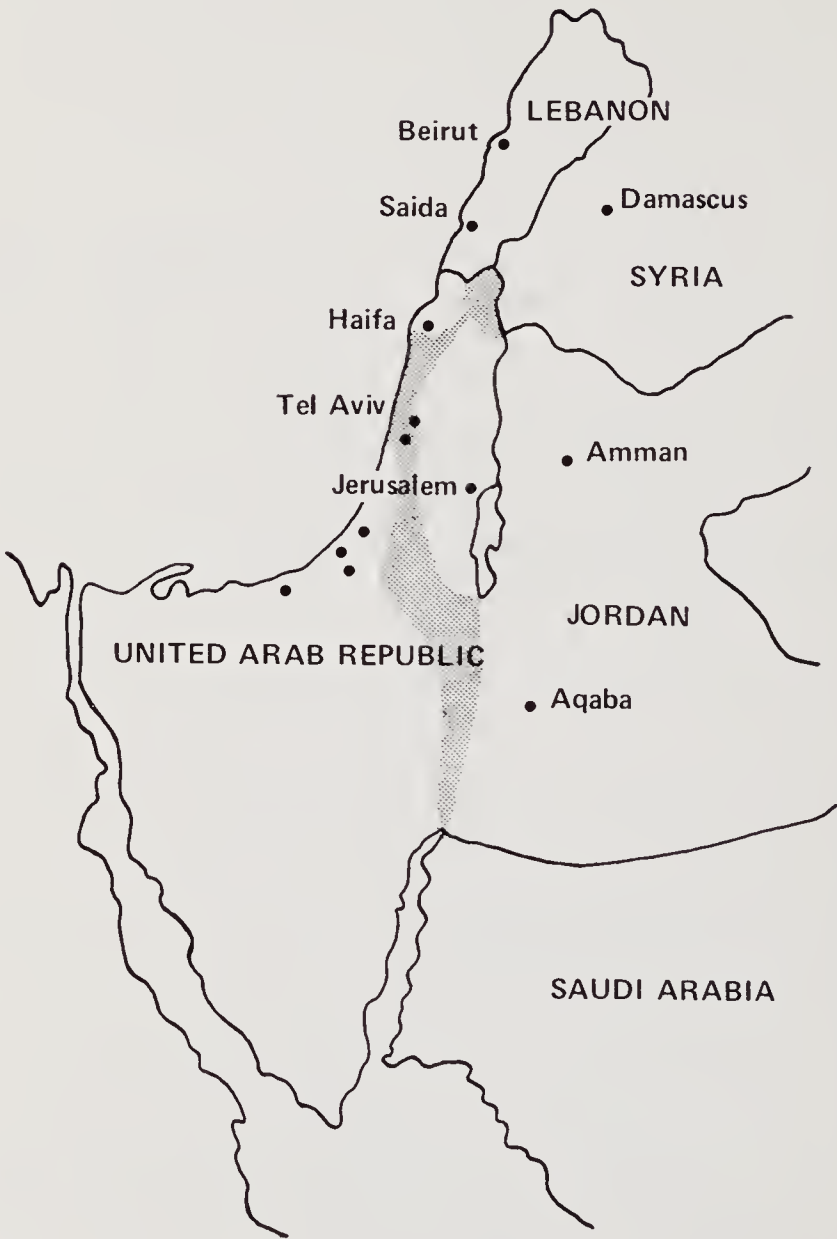 LEBANON
Beirut
Saida
Damascus
SYRIA
Haifa
Tel Aviv
Amman
Jerusalem
JORDAN
UNITED ARAB REPUBLIC
Aqaba
SAUDI ARABIA